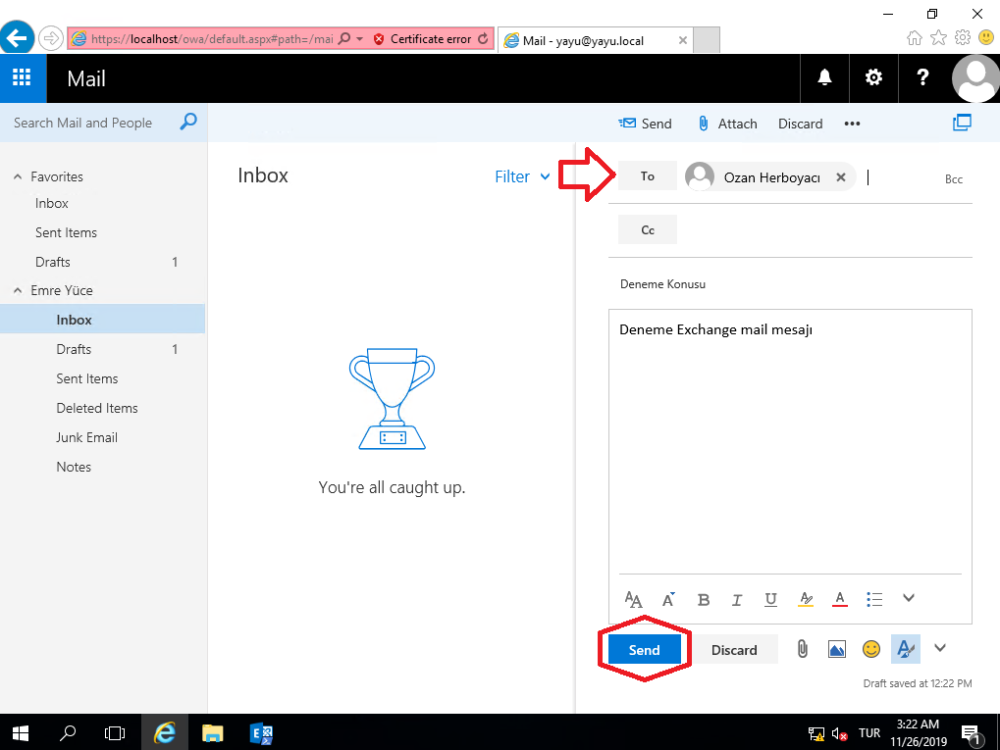 https://localhost/owa/default.aspx#path=/mai
Certificate error
Mail - yayu@yayu.local
Mail
?
Search Mail and People
Send
Attach
Discard
•••
Favorites
Inbox
Sent Items
Drafts 1
Emre Yüce
Inbox
Drafts 1
Sent Items
Deleted Items
Junk Email
Notes
Inbox
Filter
You're all caught up.
To
Ozan Herboyacı
Bcc
Cc
Deneme Konusu
Deneme Exchange mail mesajı
B
I
U
A
Send
Discard
Draft saved at 12:22 PM
TUR
3:22 AM
11/26/2019
1